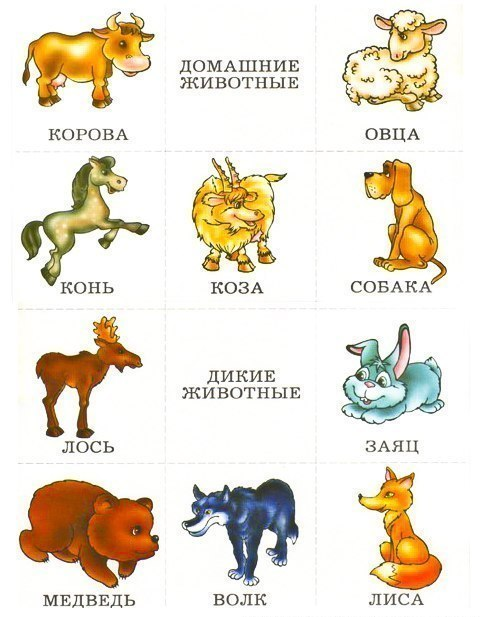 ДОМАШНИЕ
ЖИВОТНЫЕ
КОРОВА
ОВЦА
КОНЬ
КОЗА
СОБАКА
ДИКИЕ
ЖИВОТНЫЕ
ЛОСЬ
ЗАЯЦ
МЕДВЕДЬ
ВОЛК
ЛИСА